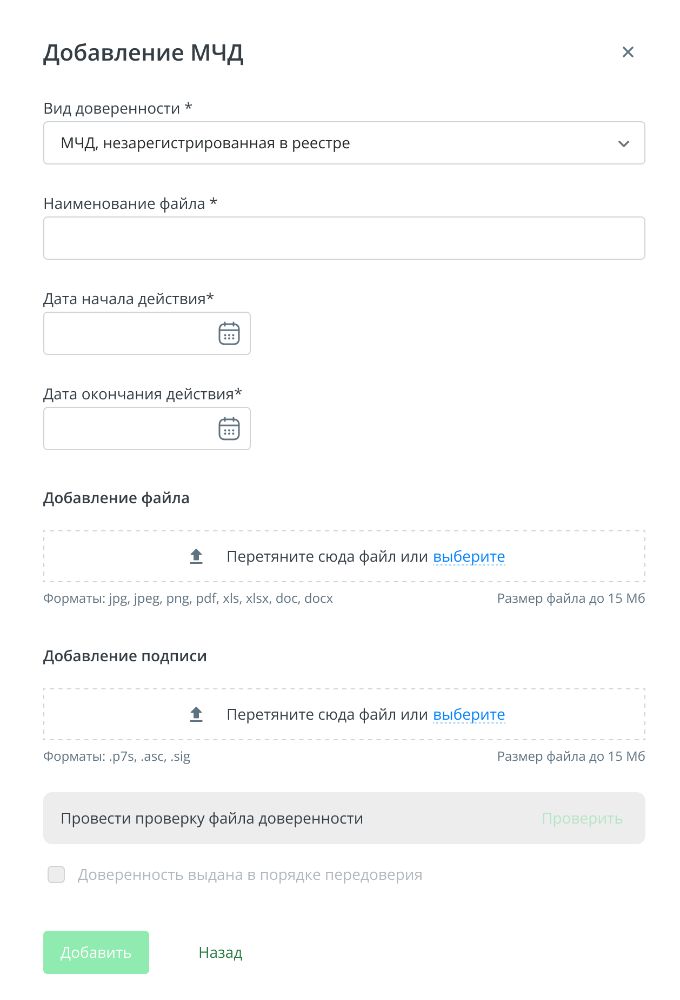 Добавление МЧД
Вид доверенности *
МЧД, незарегистрированная в реестре
Наименование файла *
Дата начала действия*
Дата окончания действия*
Добавление файла
Перетяните сюда файл или выберите
Форматы: jpg, jpeg, png, pdf, xls, xlsx, doc, docx
Размер файла до 15 Мб
Добавление подписи
Перетяните сюда файл или выберите
Форматы: .p7s, .asc, .sig
Размер файла до 15 Мб
Провести проверку файла доверенности
Проверить
Доверенность выдана в порядке передоверия
Добавить
Назад